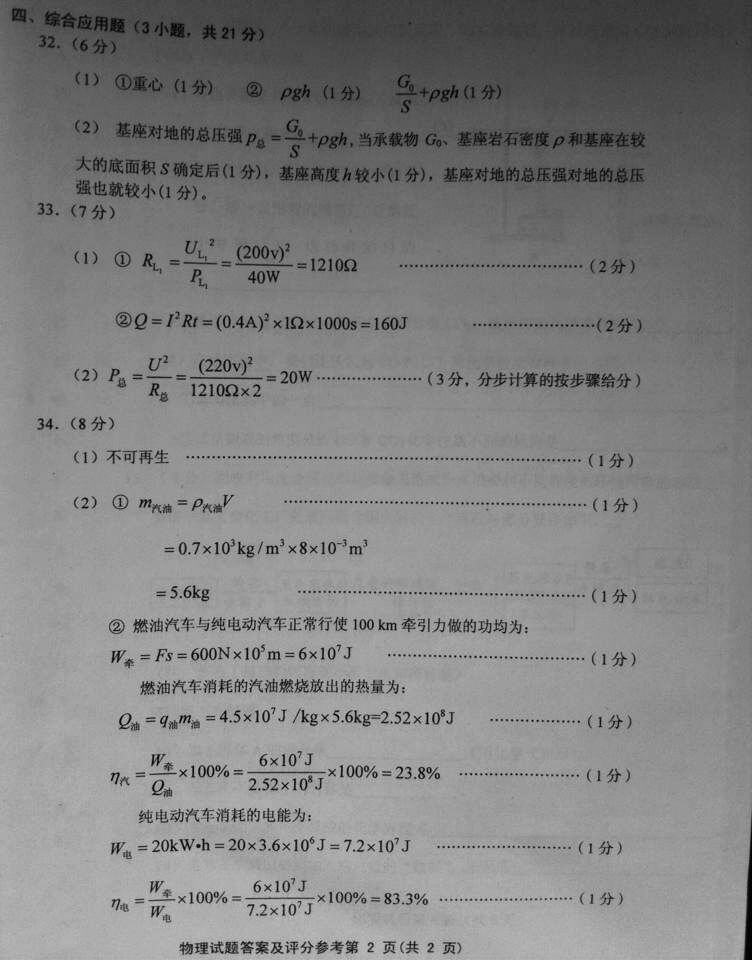 四、综合应用题（3小题，共21分）
32.（6分）
（1）①重心（1分） ② ρgh（1分） G₀/S+ρgh（1分）
（2）基座对地的总压强 p总 = G₀/S+ρgh,当承载物 G₀、基座岩石密度 ρ 和基座在较
大的底面积 S 确定后(1分)，基座高度 h 较小(1分)，基座对地的总压强对地的总压
强也就较小(1分)。
33.（7分）
（1）① R_L₁ = U_L₁²/P_L₁ = (200v)²/40W = 1210Ω ……………………（2分）
②Q = I²Rt = (0.4A)²×1Ω×1000s = 160J ………………(2分)
（2）P总 = U²/R总 = (220v)²/1210Ω×2 = 20W ………………（3分，分步计算的按步骤给分）
34.（8分）
（1）不可再生 ……………………………………（1分）
（2）① m汽油 = ρ汽油V ……………………………（1分）
= 0.7×10³kg/m³×8×10⁻³m³
= 5.6kg ……………………………（1分）
② 燃油汽车与纯电动汽车正常行使 100 km 牵引力做的功均为：
W牵 = Fs = 600N×10⁵m = 6×10⁷J ……………………（1分）
燃油汽车消耗的汽油燃烧放出的热量为：
Q油 = q油m油 = 4.5×10⁷J /kg×5.6kg=2.52×10⁸J ……………（1分）
η汽 = W牵/Q油×100% = 6×10⁷J/2.52×10⁸J×100% = 23.8% ……………（1分）
纯电动汽车消耗的电能为：
W电 = 20kW•h = 20×3.6×10⁶J = 7.2×10⁷J ………………（1分）
η电 = W牵/W电×100% = 6×10⁷J/7.2×10⁷J×100% = 83.3% ………………（1分）
物理试题答案及评分参考第 2 页(共 2 页)